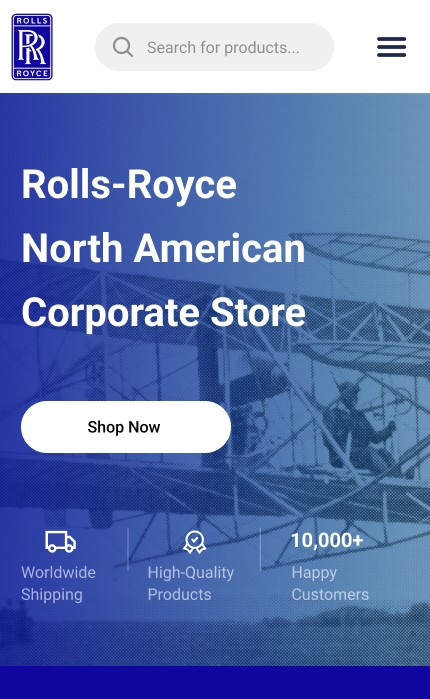 ROLLS
RR
ROYCE
Search for products...
Rolls-Royce
North American
Corporate Store
Shop Now
Worldwide
Shipping
High-Quality
Products
10,000+
Happy
Customers